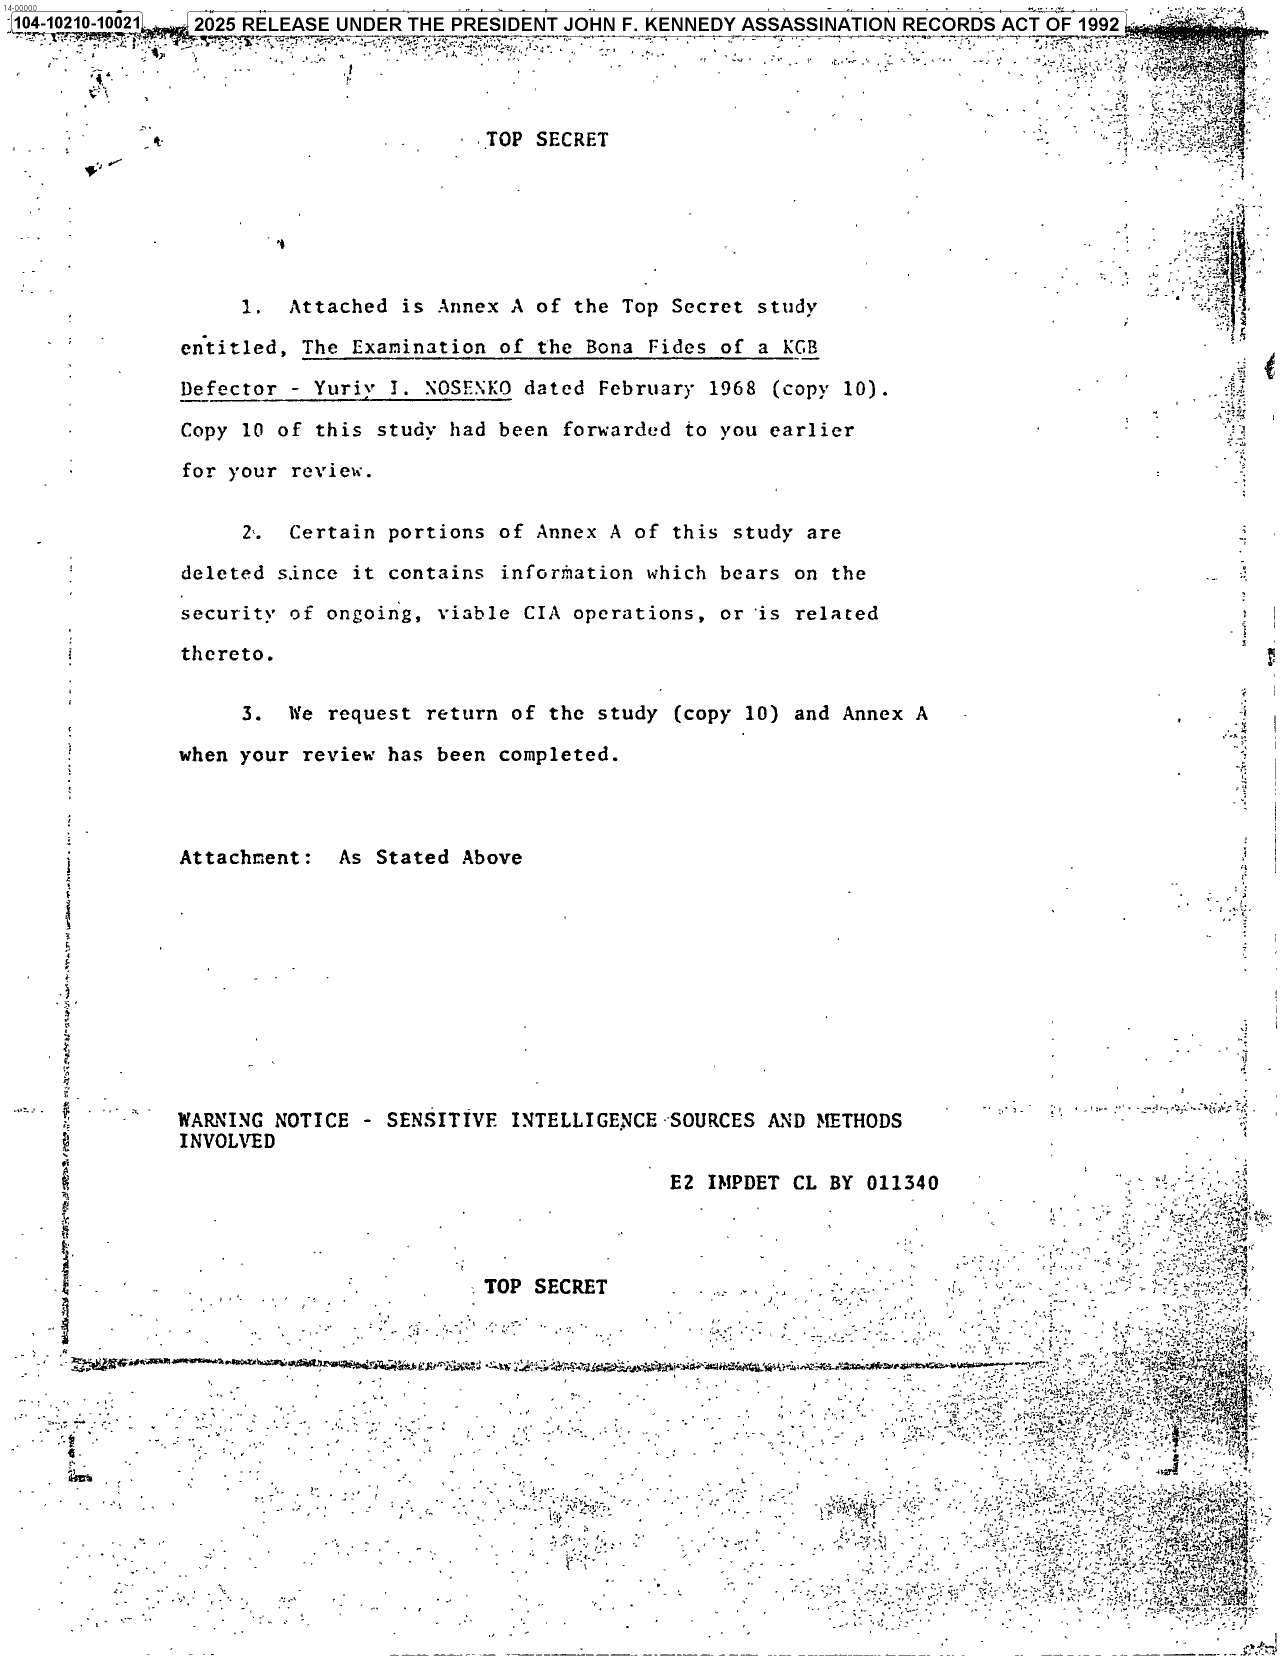 14-00000
104-10210-10021
2025 RELEASE UNDER THE PRESIDENT JOHN F. KENNEDY ASSASSINATION RECORDS ACT OF 1992
TOP SECRET
1. Attached is Annex A of the Top Secret study
entitled, The Examination of the Bona Fides of a KGB
Defector - Yuriy I. NOSENKO dated February 1968 (copy 10).
Copy 10 of this study had been forwarded to you earlier
for your review.
2. Certain portions of Annex A of this study are
deleted since it contains information which bears on the
security of ongoing, viable CIA operations, or is related
thereto.
3. We request return of the study (copy 10) and Annex A
when your review has been completed.
Attachment: As Stated Above
WARNING NOTICE - SENSITIVE INTELLIGENCE SOURCES AND METHODS
INVOLVED
E2 IMPDET CL BY 011340
TOP SECRET